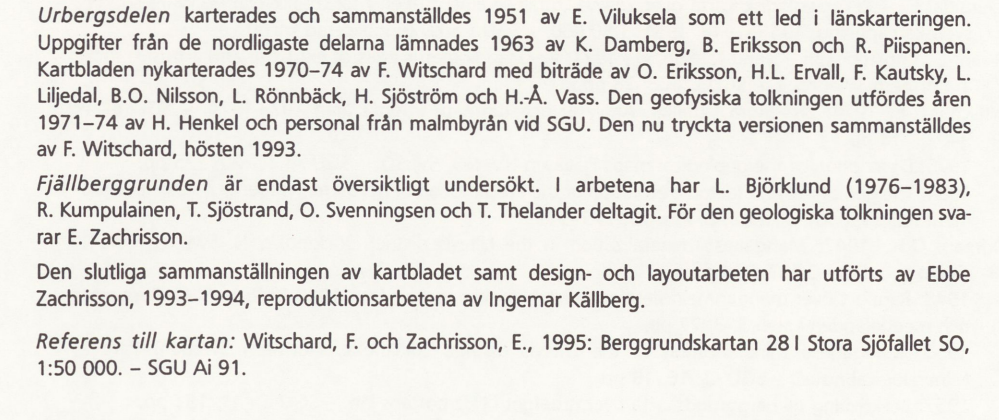 Urbergsdelen karterades och sammanställdes 1951 av E. Viluksela som ett led i länskarteringen.
Uppgifter från de nordligaste delarna lämnades 1963 av K. Damberg, B. Eriksson och R. Piispanen.
Kartbladen nykarterades 1970–74 av F. Witschard med biträde av O. Eriksson, H.L. Ervall, F. Kautsky, L.
Liljedal, B.O. Nilsson, L. Rönnbäck, H. Sjöström och H.-Å. Vass. Den geofysiska tolkningen utfördes åren
1971–74 av H. Henkel och personal från malmbyrån vid SGU. Den nu tryckta versionen sammanställdes
av F. Witschard, hösten 1993.
Fjällberggrunden är endast översiktligt undersökt. I arbetena har L. Björklund (1976–1983),
R. Kumpulainen, T. Sjöstrand, O. Svenningsen och T. Thelander deltagit. För den geologiska tolkningen sva-
rar E. Zachrisson.
Den slutliga sammanställningen av kartbladet samt design- och layoutarbeten har utförts av Ebbe
Zachrisson, 1993–1994, reproduktionsarbetena av Ingemar Källberg.
Referens till kartan: Witschard, F. och Zachrisson, E., 1995: Berggrundskartan 28 I Stora Sjöfallet SO,
1:50 000. – SGU Ai 91.